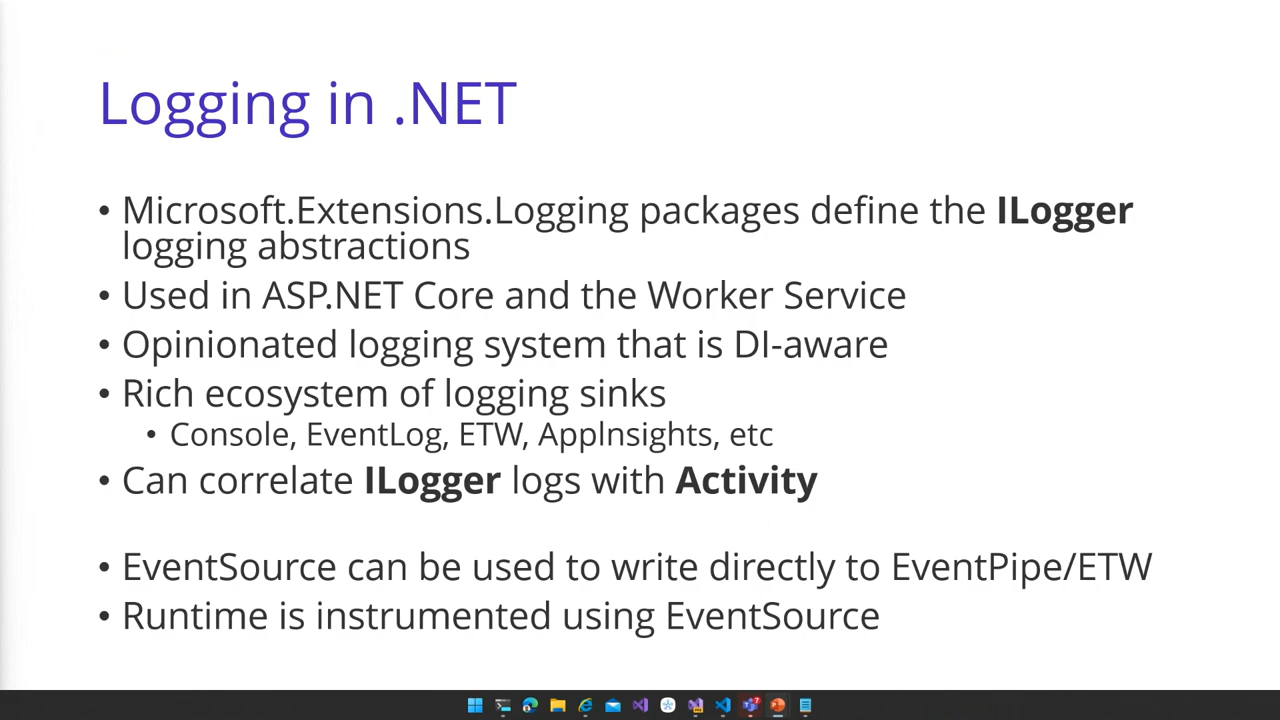 Logging in .NET
• Microsoft.Extensions.Logging packages define the ILogger
logging abstractions
• Used in ASP.NET Core and the Worker Service
• Opinionated logging system that is DI-aware
• Rich ecosystem of logging sinks
• Console, EventLog, ETW, AppInsights, etc
• Can correlate ILogger logs with Activity
• EventSource can be used to write directly to EventPipe/ETW
• Runtime is instrumented using EventSource